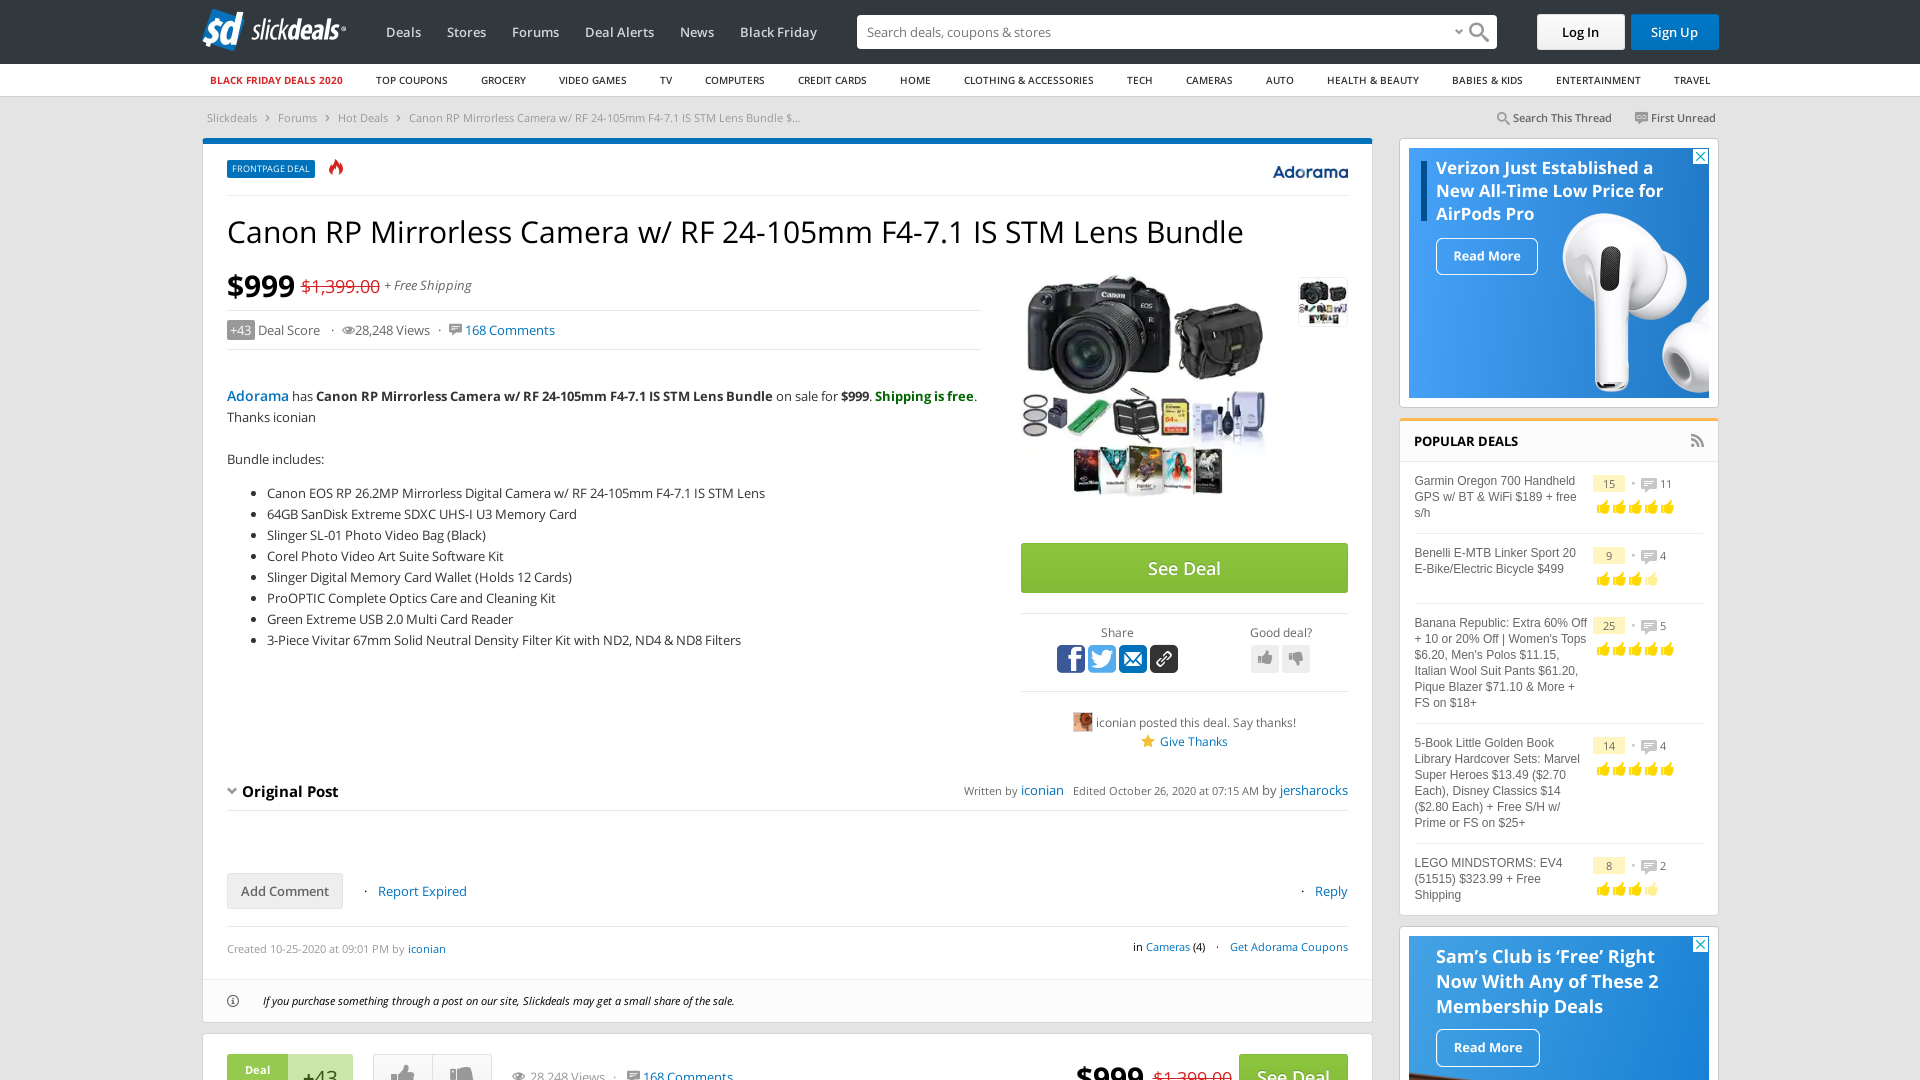 slickdeals
Deals
Stores
Forums
Deal Alerts
News
Black Friday
Search deals, coupons & stores
Log In
Sign Up
BLACK FRIDAY DEALS 2020
TOP COUPONS
GROCERY
VIDEO GAMES
TV
COMPUTERS
CREDIT CARDS
HOME
CLOTHING & ACCESSORIES
TECH
CAMERAS
AUTO
HEALTH & BEAUTY
BABIES & KIDS
ENTERTAINMENT
TRAVEL
Slickdeals › Forums › Hot Deals › Canon RP Mirrorless Camera w/ RF 24-105mm F4-7.1 IS STM Lens Bundle $...
Search This Thread
First Unread
FRONTPAGE DEAL
Adorama
Canon RP Mirrorless Camera w/ RF 24-105mm F4-7.1 IS STM Lens Bundle
$999 $1,399.00 + Free Shipping
+43 Deal Score · 28,248 Views · 168 Comments
Adorama has Canon RP Mirrorless Camera w/ RF 24-105mm F4-7.1 IS STM Lens Bundle on sale for $999. Shipping is free.
Thanks iconian
Bundle includes:
• Canon EOS RP 26.2MP Mirrorless Digital Camera w/ RF 24-105mm F4-7.1 IS STM Lens
• 64GB SanDisk Extreme SDXC UHS-I U3 Memory Card
• Slinger SL-01 Photo Video Bag (Black)
• Corel Photo Video Art Suite Software Kit
• Slinger Digital Memory Card Wallet (Holds 12 Cards)
• ProOPTIC Complete Optics Care and Cleaning Kit
• Green Extreme USB 2.0 Multi Card Reader
• 3-Piece Vivitar 67mm Solid Neutral Density Filter Kit with ND2, ND4 & ND8 Filters
Canon
EOS
R
See Deal
Share
Good deal?
iconian posted this deal. Say thanks!
Give Thanks
Original Post
Written by iconian Edited October 26, 2020 at 07:15 AM by jersharocks
Add Comment
· Report Expired
· Reply
Created 10-25-2020 at 09:01 PM by iconian
in Cameras (4) · Get Adorama Coupons
If you purchase something through a post on our site, Slickdeals may get a small share of the sale.
Deal
+43
28,248 Views · 168 Comments
$999 $1,399.00
See Deal
Verizon Just Established a
New All-Time Low Price for
AirPods Pro
Read More
POPULAR DEALS
Garmin Oregon 700 Handheld
GPS w/ BT & WiFi $189 + free
s/h
15 • 11
Benelli E-MTB Linker Sport 20
E-Bike/Electric Bicycle $499
9 • 4
Banana Republic: Extra 60% Off
+ 10 or 20% Off | Women's Tops
$6.20, Men's Polos $11.15,
Italian Wool Suit Pants $61.20,
Pique Blazer $71.10 & More +
FS on $18+
25 • 5
5-Book Little Golden Book
Library Hardcover Sets: Marvel
Super Heroes $13.49 ($2.70
Each), Disney Classics $14
($2.80 Each) + Free S/H w/
Prime or FS on $25+
14 • 4
LEGO MINDSTORMS: EV4
(51515) $323.99 + Free
Shipping
8 • 2
Sam's Club is ‘Free’ Right
Now With Any of These 2
Membership Deals
Read More